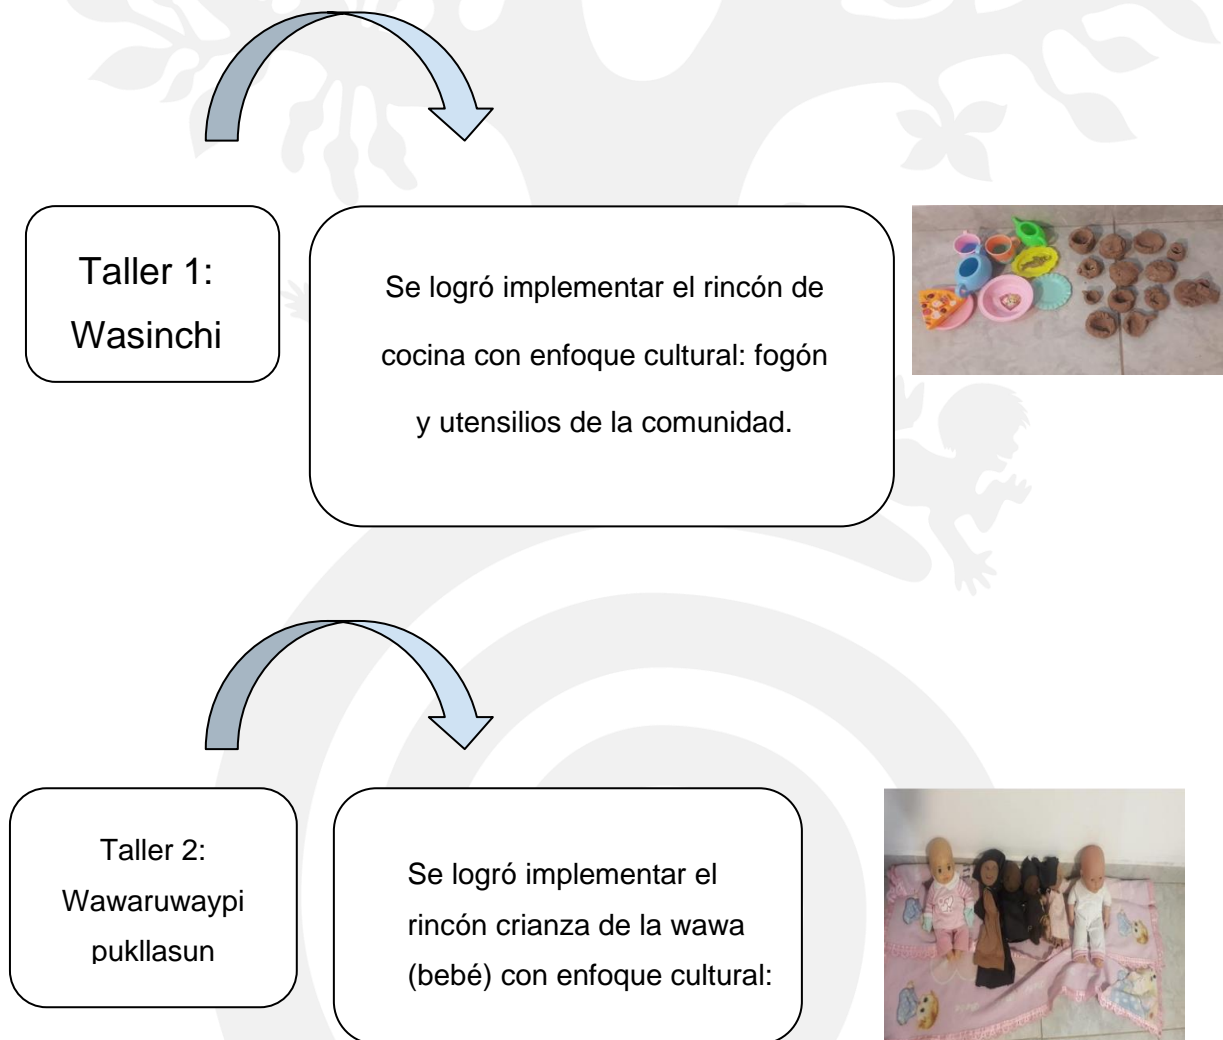 Taller 1:
Wasinchi
Se logró implementar el rincón de
cocina con enfoque cultural: fogón
y utensilios de la comunidad.
Taller 2:
Wawaruwaypi
pukllasun
Se logró implementar el
rincón crianza de la wawa
(bebé) con enfoque cultural: